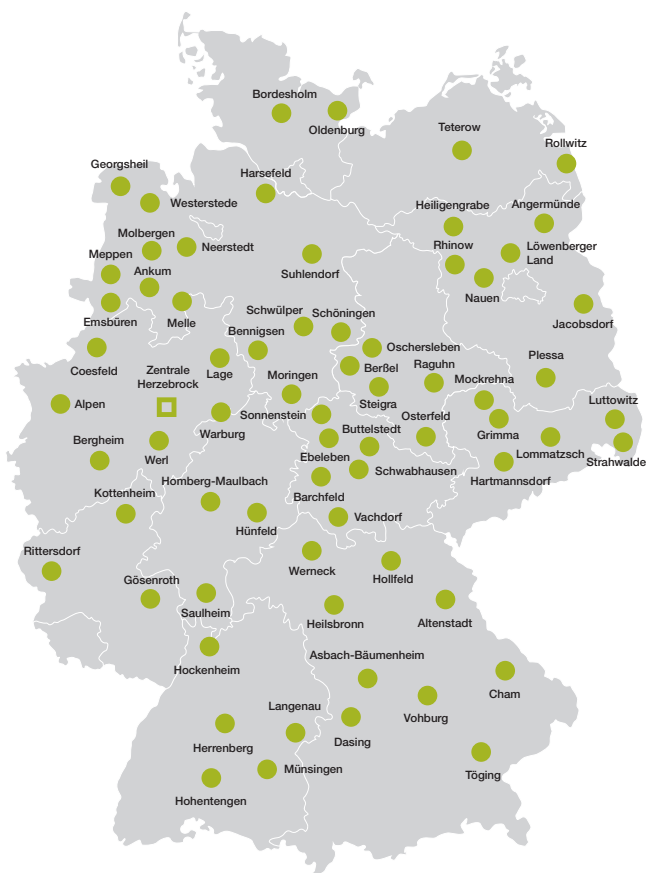 Bordesholm
Oldenburg
Teterow
Rollwitz
Georgsheil
Harsefeld
Westerstede
Heiligengrabe
Angermünde
Molbergen
Neerstedt
Rhinow
Löwenberger
Land
Meppen
Ankum
Suhlendorf
Nauen
Emsbüren
Melle
Schwülper
Schöningen
Jacobsdorf
Bennigsen
Coesfeld
Lage
Oschersleben
Berßel
Raguhn
Plessa
Zentrale
Herzebrock
Moringen
Steigra
Mockrehna
Alpen
Warburg
Sonnenstein
Osterfeld
Grimma
Luttowitz
Bergheim
Werl
Buttelstedt
Ebeleben
Lommatzsch
Strahwalde
Schwabhausen
Hartmannsdorf
Homberg-Maulbach
Barchfeld
Kottenheim
Hünfeld
Vachdorf
Rittersdorf
Werneck
Hollfeld
Gösenroth
Saulheim
Heilsbronn
Altenstadt
Hockenheim
Asbach-Bäumenheim
Cham
Langenau
Vohburg
Herrenberg
Dasing
Münsingen
Töging
Hohentengen